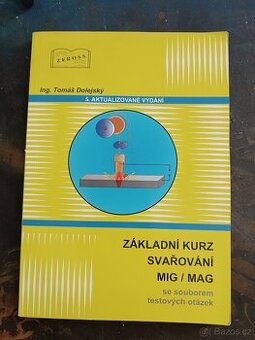 ZEROSS
Ing. Tomáš Dolejský
5. AKTUALIZOVANÉ VYDÁNÍ
ZÁKLADNÍ KURZ
SVAŘOVÁNÍ
MIG / MAG
se souborem
testových otázek
Bazos.cz